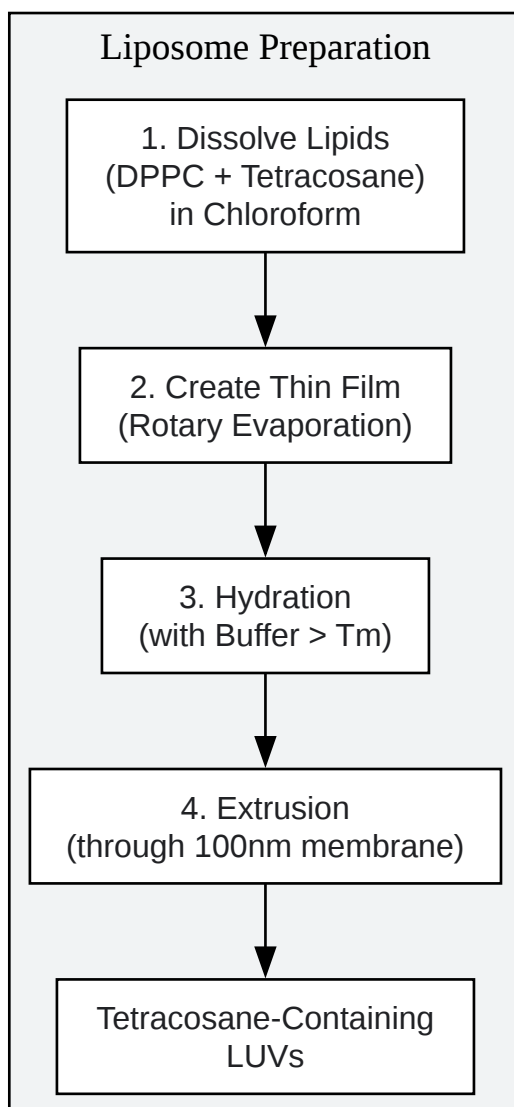 Liposome Preparation
1. Dissolve Lipids
(DPPC + Tetracosane)
in Chloroform
2. Create Thin Film
(Rotary Evaporation)
3. Hydration
(with Buffer > Tm)
4. Extrusion
(through 100nm membrane)
Tetracosane-Containing
LUVs